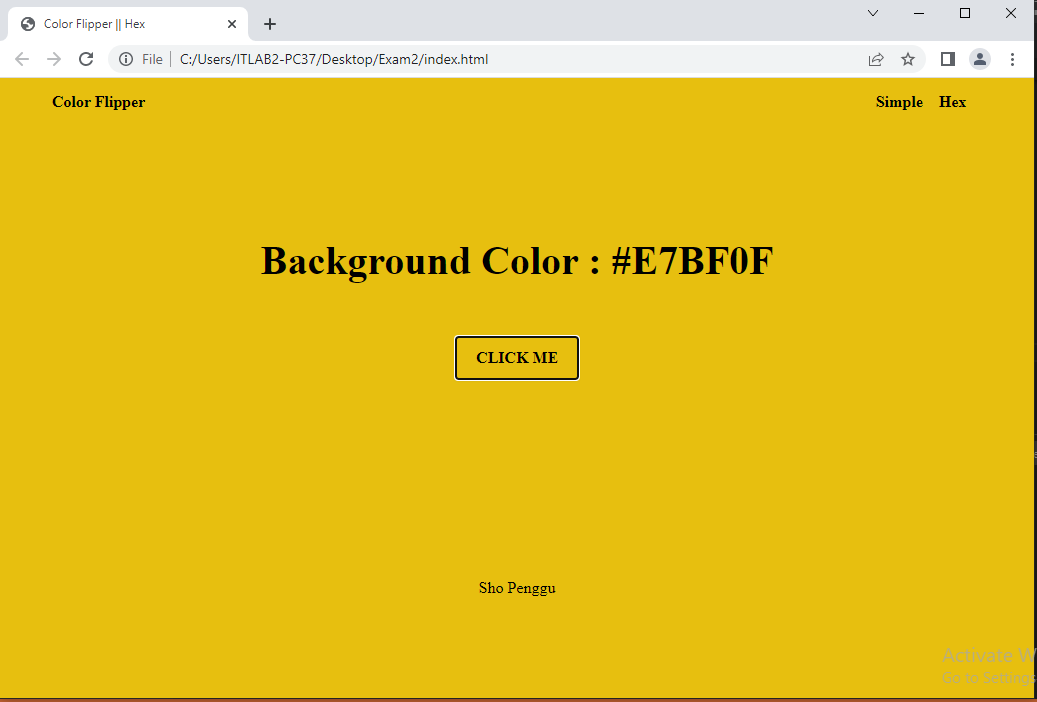 Color Flipper || Hex
File | C:/Users/ITLAB2-PC37/Desktop/Exam2/index.html
Color Flipper
Simple Hex
Background Color : #E7BF0F
CLICK ME
Sho Penggu
Activate W
Go to Settings